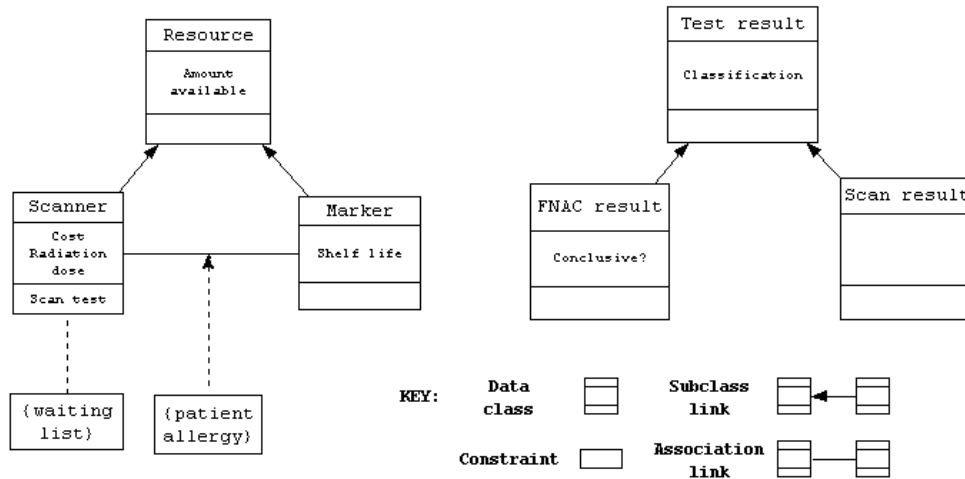 Resource
Amount
available
Scanner
Cost
Radiation
dose
Scan test
Marker
Shelf life
{waiting
list}
{patient
allergy}
Test result
Classification
FNAC result
Conclusive?
Scan result
KEY:
Data
class
Subclass
link
Constraint
Association
link